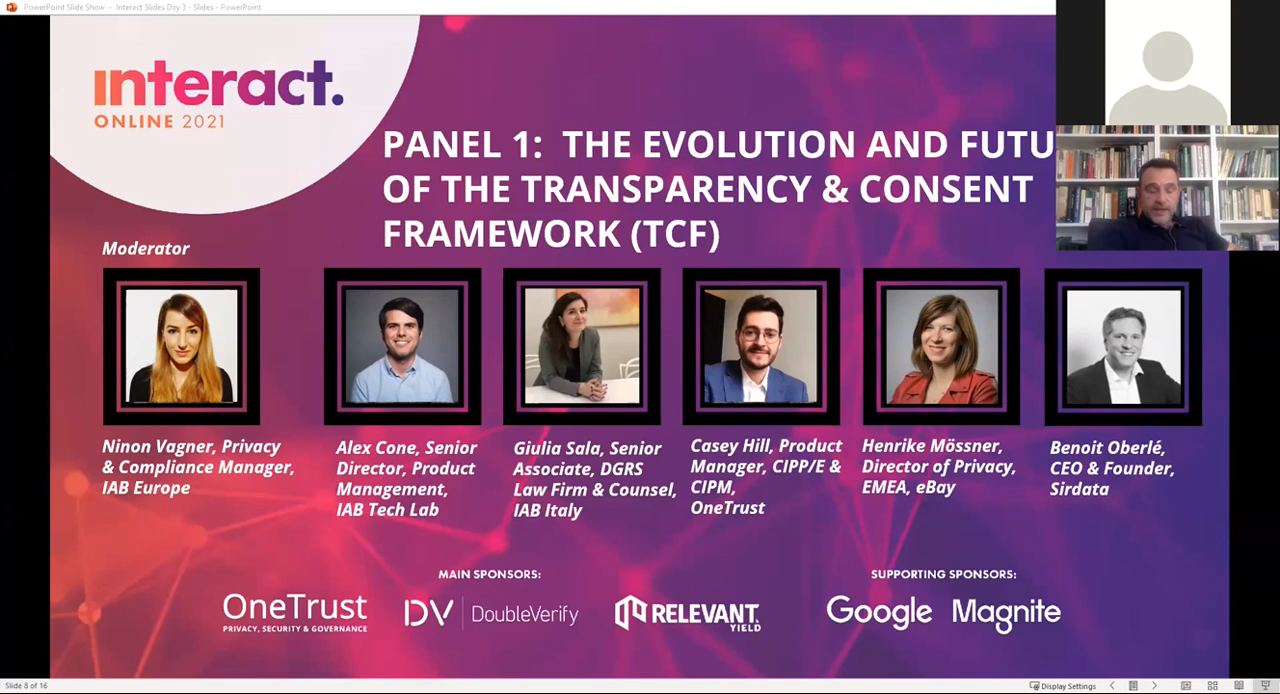 PowerPoint Slide Show - Interact Slides Day 3 - Slides - PowerPoint
interact.
ONLINE 2021
PANEL 1: THE EVOLUTION AND FUTU
OF THE TRANSPARENCY & CONSENT
FRAMEWORK (TCF)
Moderator
Ninon Vagner, Privacy
& Compliance Manager,
IAB Europe
Alex Cone, Senior
Director, Product
Management,
IAB Tech Lab
Giulia Sala, Senior
Associate, DGRS
Law Firm & Counsel,
IAB Italy
Casey Hill, Product
Manager, CIPP/E &
CIPM,
OneTrust
Henrike Mössner,
Director of Privacy,
EMEA, eBay
Benoit Oberlé,
CEO & Founder,
Sirdata
MAIN SPONSORS:
OneTrust
PRIVACY, SECURITY & GOVERNANCE
DV DoubleVerify
RELEVANT.
YIELD
SUPPORTING SPONSORS:
Google Magnite
Slide 8 of 16
Display Settings